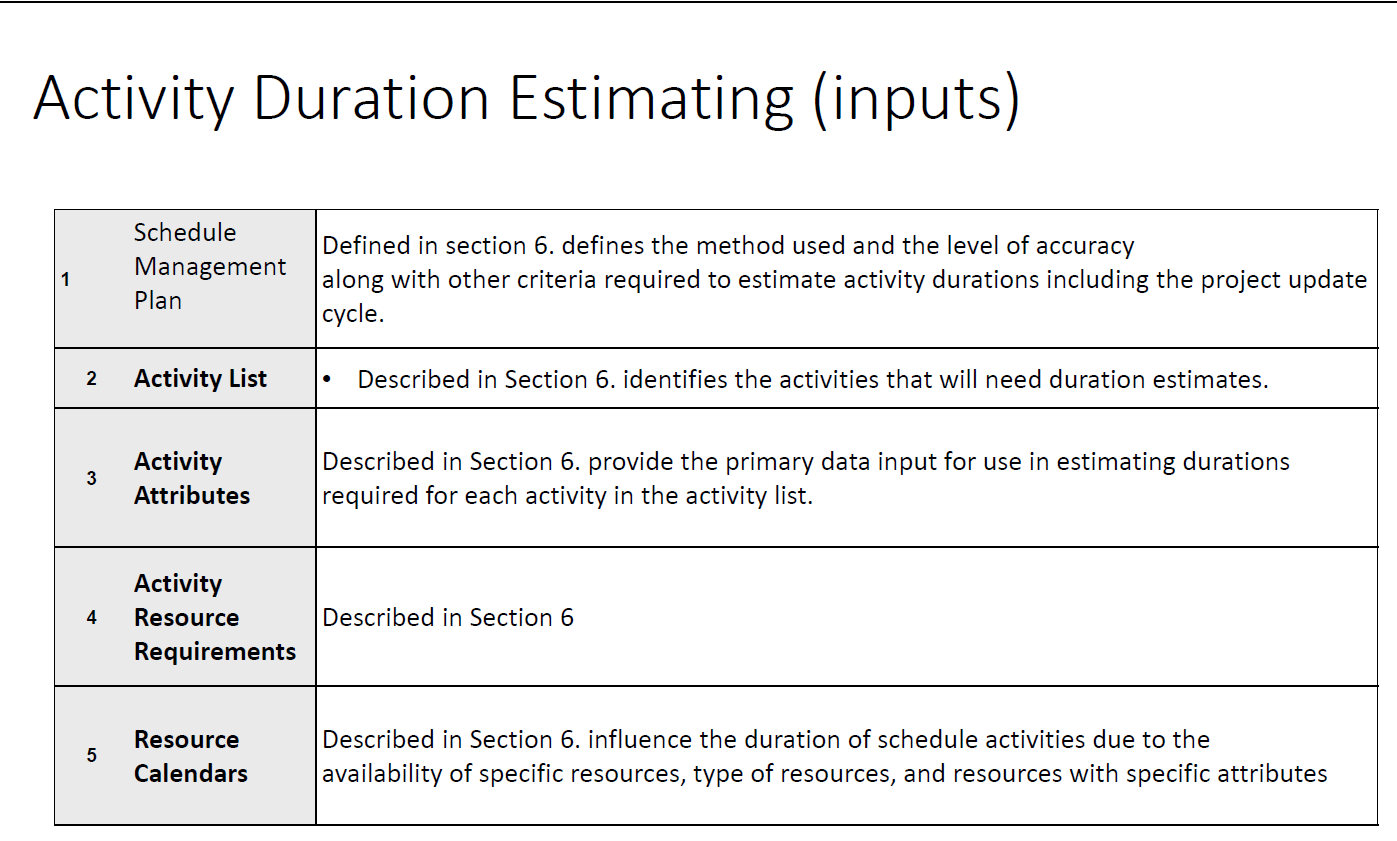 Activity Duration Estimating (inputs)
1
Schedule
Management
Plan
Defined in section 6. defines the method used and the level of accuracy
along with other criteria required to estimate activity durations including the project update
cycle.
2
Activity List
• Described in Section 6. identifies the activities that will need duration estimates.
3
Activity
Attributes
Described in Section 6. provide the primary data input for use in estimating durations
required for each activity in the activity list.
4
Activity
Resource
Requirements
Described in Section 6
5
Resource
Calendars
Described in Section 6. influence the duration of schedule activities due to the
availability of specific resources, type of resources, and resources with specific attributes